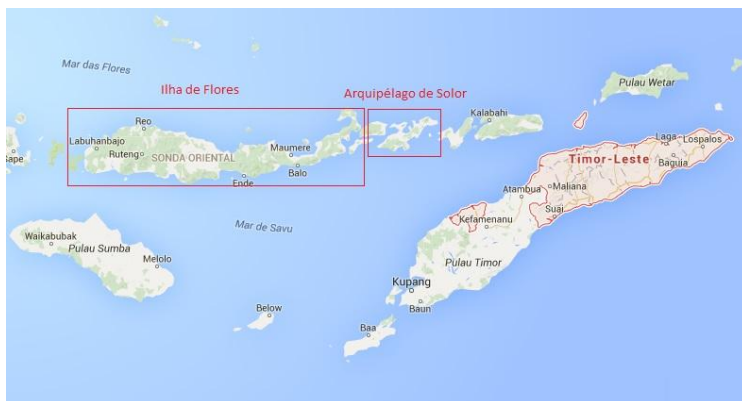 Mar das Flores
Ilha de Flores
Arquipélago de Solor
Pulau Wetar
Kalabahi
Reo
Labuhanbajo
Ruteng
SONDA ORIENTAL
Maumere
Balo
Ende
Sape
Laga
Lospalos
Timor-Leste
Baguia
Atambua
Maliana
Suai
Kefamenanu
Mar de Savu
Waikabubak
Pulau Sumba
Melolo
Pulau Timor
Kupang
Baun
Below
Baa